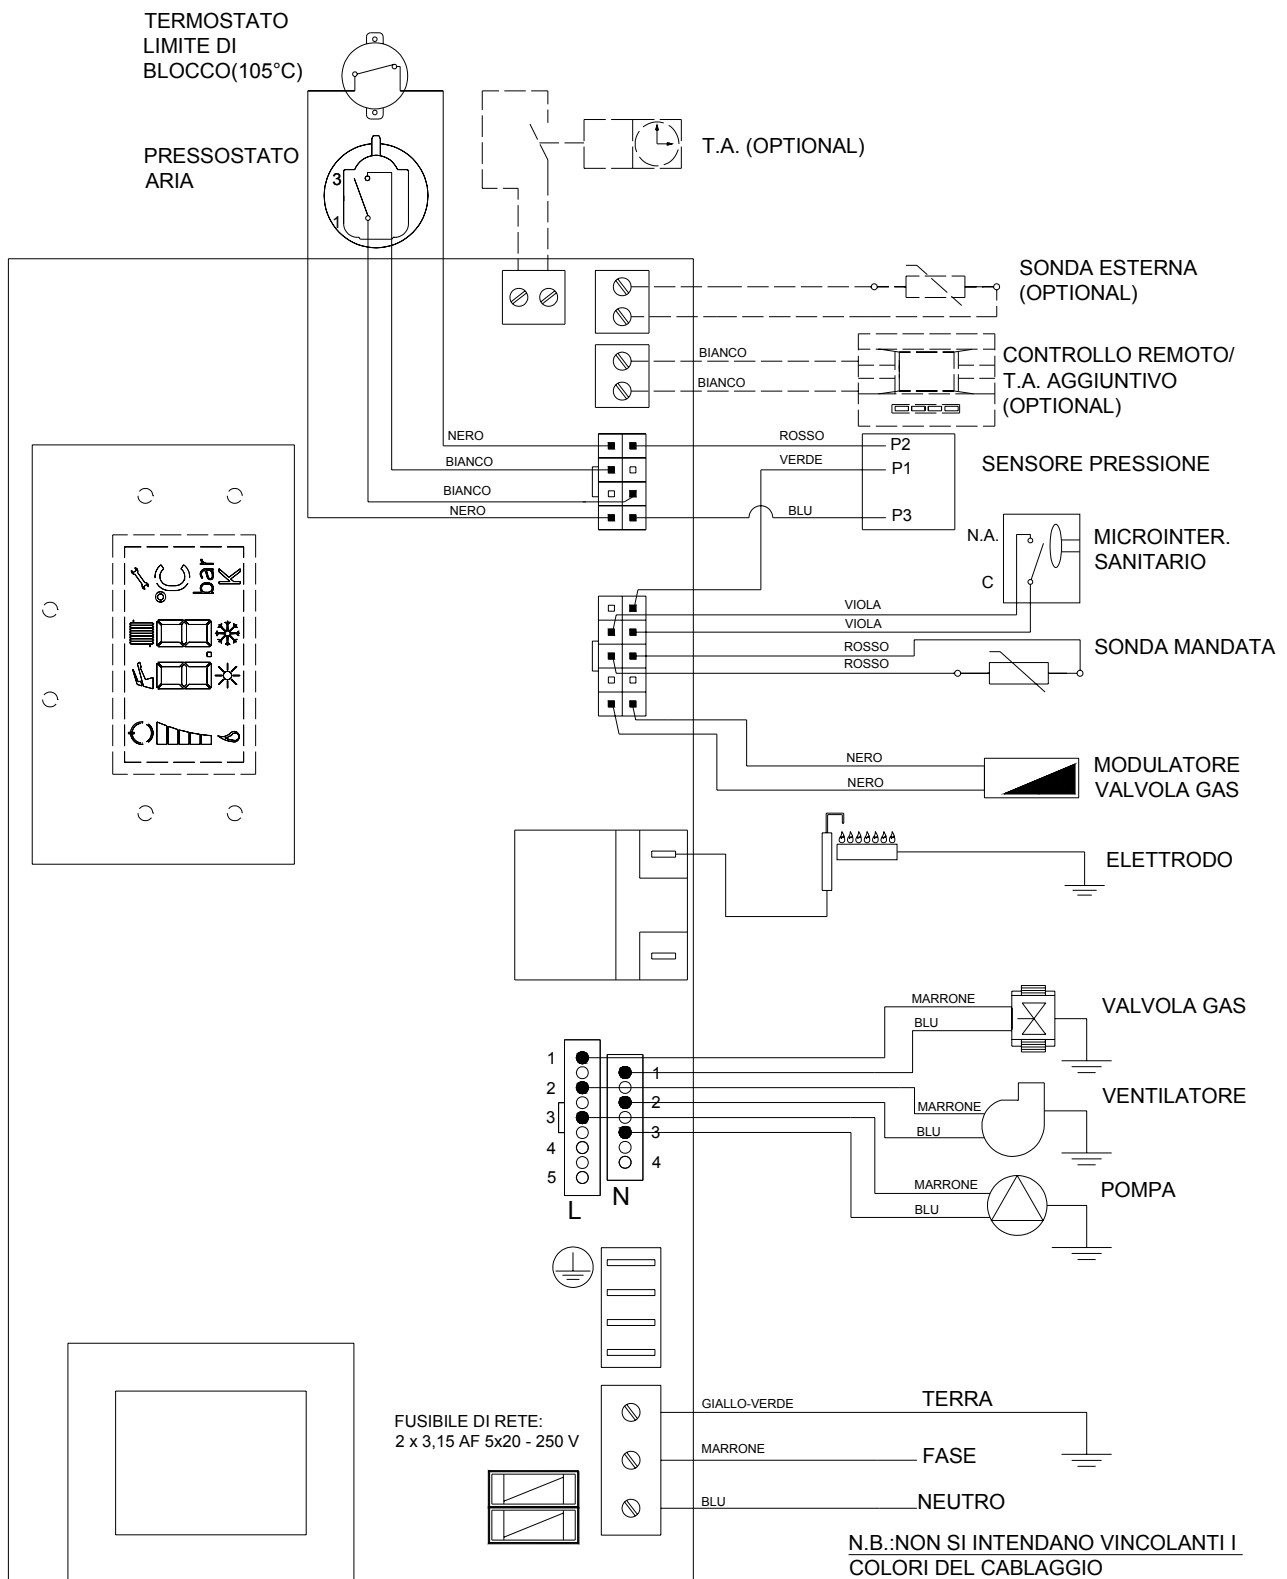 TERMOSTATO
LIMITE DI
BLOCCO(105°C)
PRESSOSTATO
ARIA
3
1
T.A. (OPTIONAL)
SONDA ESTERNA
(OPTIONAL)
BIANCO
BIANCO
CONTROLLO REMOTO/
T.A. AGGIUNTIVO
(OPTIONAL)
NERO
BIANCO
BIANCO
NERO
ROSSO
VERDE
BLU
P2
P1
P3
SENSORE PRESSIONE
N.A.
C
MICROINTER.
SANITARIO
VIOLA
VIOLA
ROSSO
ROSSO
SONDA MANDATA
°C
bar
K
NERO
NERO
MODULATORE
VALVOLA GAS
ELETTRODO
MARRONE
BLU
VALVOLA GAS
1
2
3
4
5
L
1
2
3
4
N
MARRONE
BLU
VENTILATORE
MARRONE
BLU
POMPA
FUSIBILE DI RETE:
2 x 3,15 AF 5x20 - 250 V
GIALLO-VERDE
TERRA
MARRONE
FASE
BLU
NEUTRO
N.B.:NON SI INTENDANO VINCOLANTI I
COLORI DEL CABLAGGIO